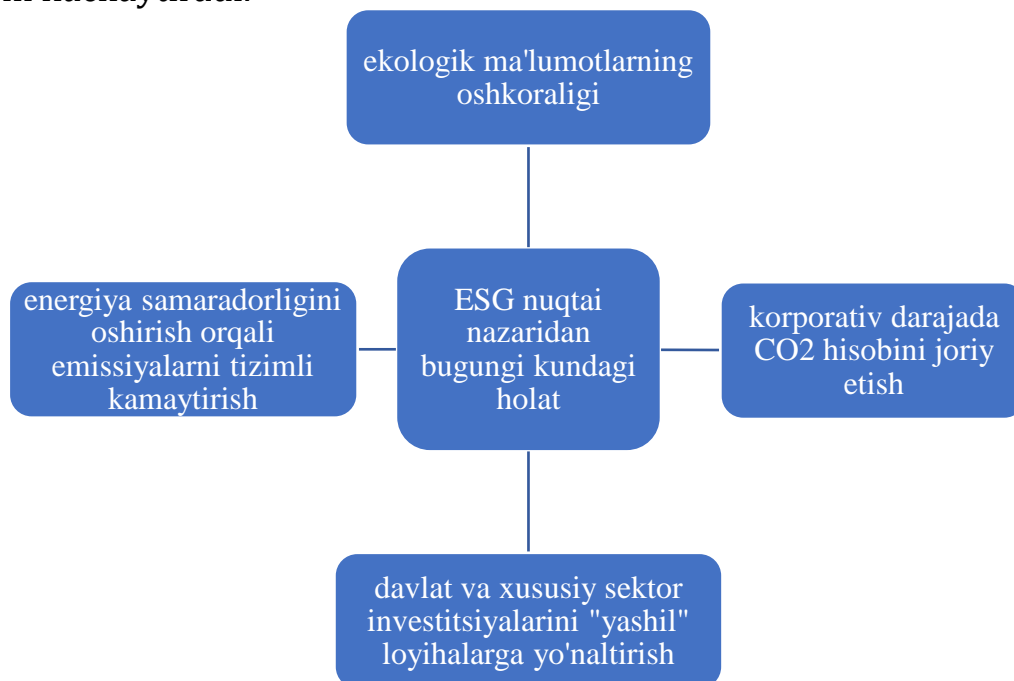 ekologik ma'lumotlarning
oshkoraligi
energiya samaradorligini
oshirish orqali
emissiyalarni tizimli
kamaytirish
ESG nuqtai
nazaridan
bugungi kundagi
holat
korporativ darajada
CO2 hisobini joriy
etish
davlat va xususiy sektor
investitsiyalarini "yashil"
loyihalarga yo'naltirish